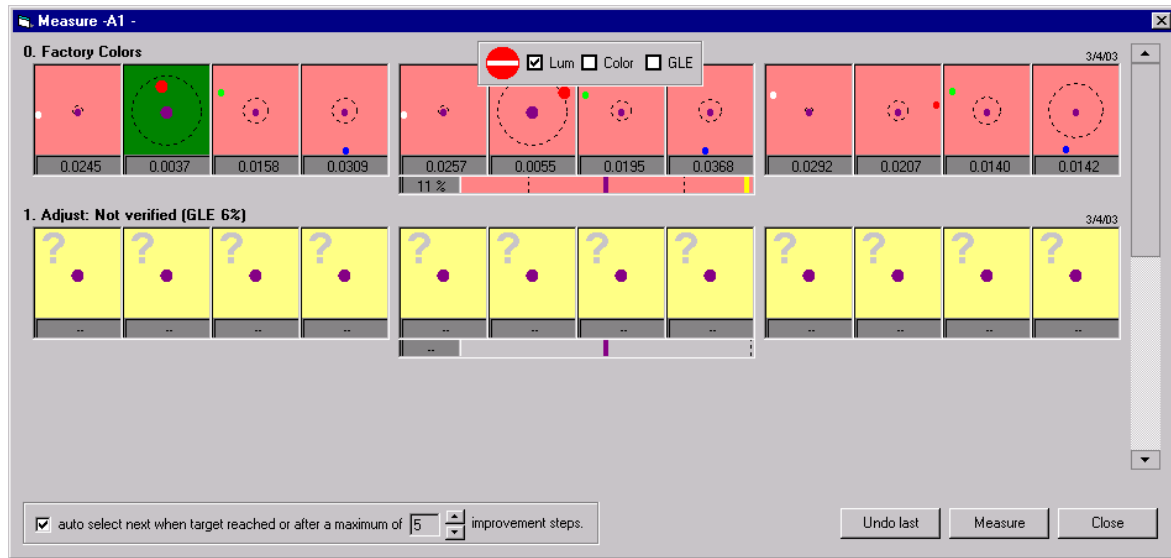 Measure -A1 -
0. Factory Colors
Lum Color GLE
3/4/03
0.0245 0.0037 0.0158 0.0309 0.0257 0.0055 0.0195 0.0368 0.0292 0.0207 0.0140 0.0142
11 %
1. Adjust: Not verified (GLE 6%)
3/4/03
? ? ? ? ? ? ? ? ? ? ? ?
-- -- -- -- -- -- -- -- -- -- -- --
--
auto select next when target reached or after a maximum of 5 improvement steps.
Undo last Measure Close